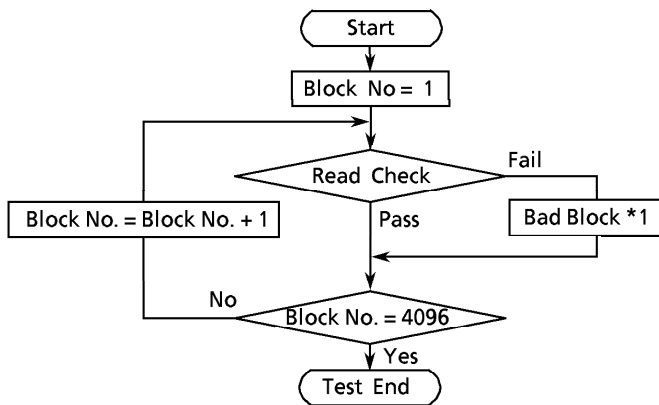 Start
Block No = 1
Read Check
Fail
Block No. = Block No. + 1
Bad Block *1
Pass
No
Block No. = 4096
Yes
Test End